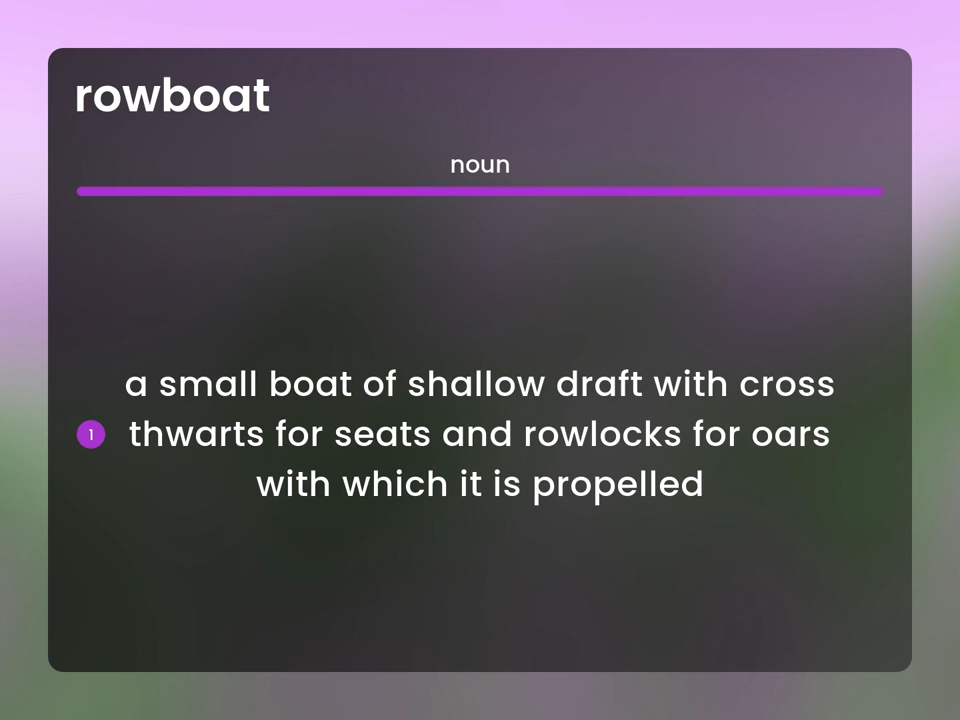 rowboat
noun
a small boat of shallow draft with cross
1 thwarts for seats and rowlocks for oars
with which it is propelled